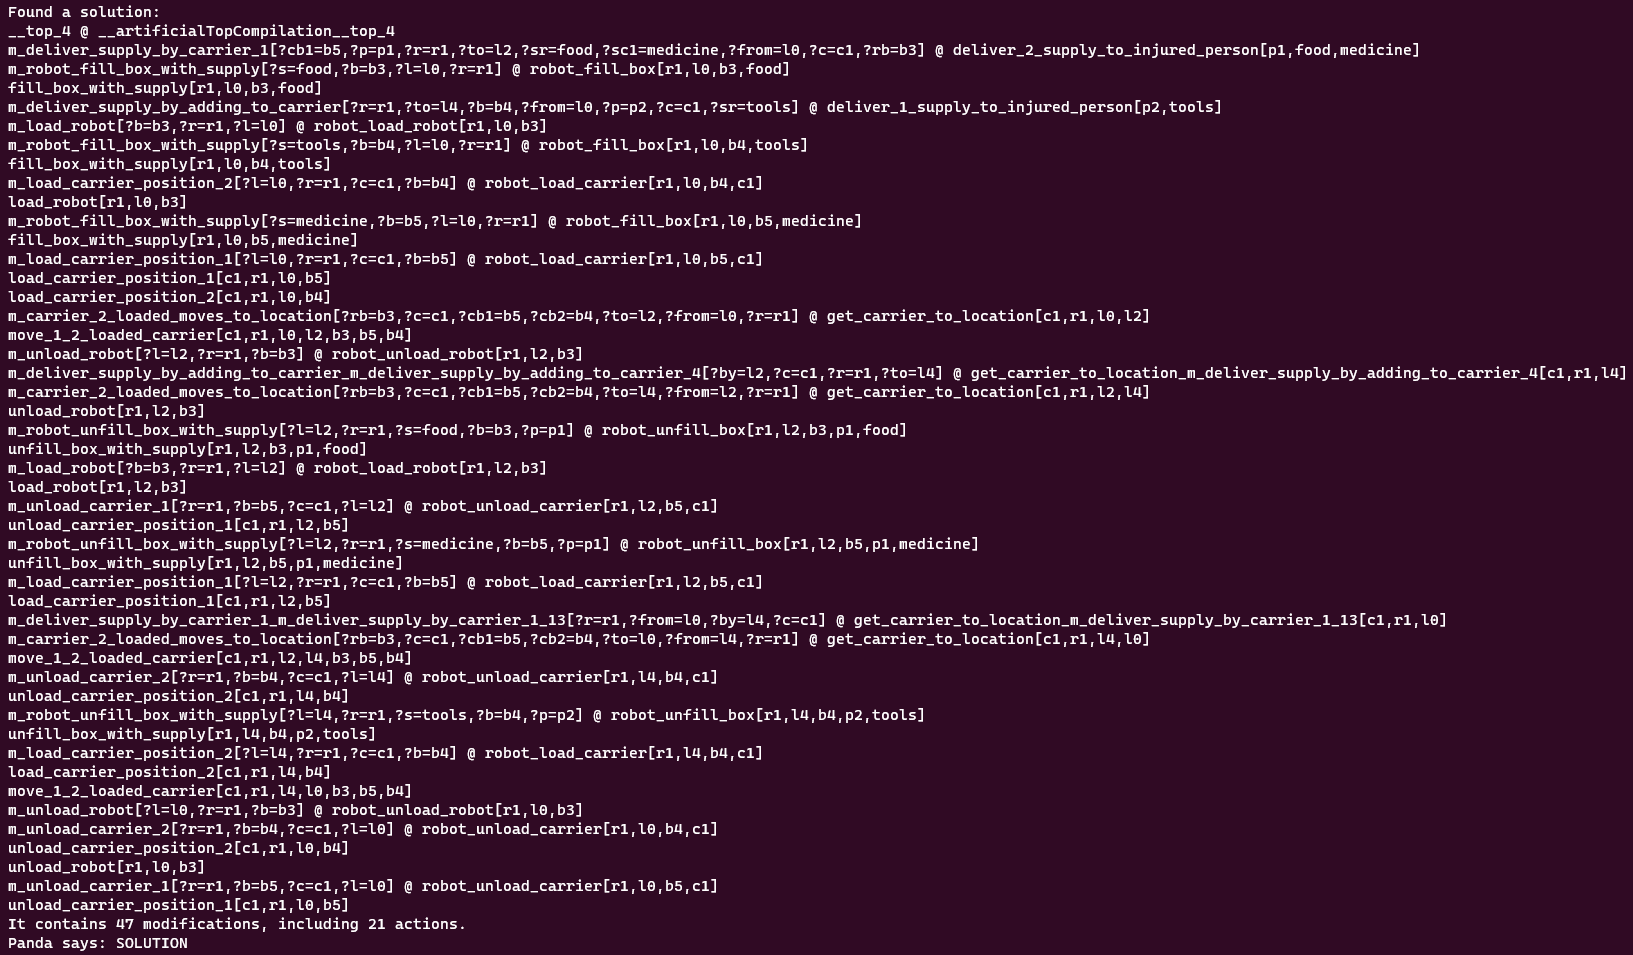 Found a solution:
__top_4 @ __artificialTopCompilation__top_4
m_deliver_supply_by_carrier_1[?cb1=b5,?p=p1,?r=r1,?to=l2,?sr=food,?sc1=medicine,?from=l0,?c=c1,?rb=b3] @ deliver_2_supply_to_injured_person[p1,food,medicine]
m_robot_fill_box_with_supply[?s=food,?b=b3,?l=l0,?r=r1] @ robot_fill_box[r1,l0,b3,food]
fill_box_with_supply[r1,l0,b3,food]
m_deliver_supply_by_adding_to_carrier[?r=r1,?to=l4,?b=b4,?from=l0,?p=p2,?c=c1,?sr=tools] @ deliver_1_supply_to_injured_person[p2,tools]
m_load_robot[?b=b3,?r=r1,?l=l0] @ robot_load_robot[r1,l0,b3]
m_robot_fill_box_with_supply[?s=tools,?b=b4,?l=l0,?r=r1] @ robot_fill_box[r1,l0,b4,tools]
fill_box_with_supply[r1,l0,b4,tools]
m_load_carrier_position_2[?l=l0,?r=r1,?c=c1,?b=b4] @ robot_load_carrier[r1,l0,b4,c1]
load_robot[r1,l0,b3]
m_robot_fill_box_with_supply[?s=medicine,?b=b5,?l=l0,?r=r1] @ robot_fill_box[r1,l0,b5,medicine]
fill_box_with_supply[r1,l0,b5,medicine]
m_load_carrier_position_1[?l=l0,?r=r1,?c=c1,?b=b5] @ robot_load_carrier[r1,l0,b5,c1]
load_carrier_position_1[c1,r1,l0,b5]
load_carrier_position_2[c1,r1,l0,b4]
m_carrier_2_loaded_moves_to_location[?rb=b3,?c=c1,?cb1=b5,?cb2=b4,?to=l2,?from=l0,?r=r1] @ get_carrier_to_location[c1,r1,l0,l2]
move_1_2_loaded_carrier[c1,r1,l0,l2,b3,b5,b4]
m_unload_robot[?l=l2,?r=r1,?b=b3] @ robot_unload_robot[r1,l2,b3]
m_deliver_supply_by_adding_to_carrier_m_deliver_supply_by_adding_to_carrier_4[?by=l2,?c=c1,?r=r1,?to=l4] @ get_carrier_to_location_m_deliver_supply_by_adding_to_carrier_4[c1,r1,l4]
m_carrier_2_loaded_moves_to_location[?rb=b3,?c=c1,?cb1=b5,?cb2=b4,?to=l4,?from=l2,?r=r1] @ get_carrier_to_location[c1,r1,l2,l4]
unload_robot[r1,l2,b3]
m_robot_unfill_box_with_supply[?l=l2,?r=r1,?s=food,?b=b3,?p=p1] @ robot_unfill_box[r1,l2,b3,p1,food]
unfill_box_with_supply[r1,l2,b3,p1,food]
m_load_robot[?b=b3,?r=r1,?l=l2] @ robot_load_robot[r1,l2,b3]
load_robot[r1,l2,b3]
m_unload_carrier_1[?r=r1,?b=b5,?c=c1,?l=l2] @ robot_unload_carrier[r1,l2,b5,c1]
unload_carrier_position_1[c1,r1,l2,b5]
m_robot_unfill_box_with_supply[?l=l2,?r=r1,?s=medicine,?b=b5,?p=p1] @ robot_unfill_box[r1,l2,b5,p1,medicine]
unfill_box_with_supply[r1,l2,b5,p1,medicine]
m_load_carrier_position_1[?l=l2,?r=r1,?c=c1,?b=b5] @ robot_load_carrier[r1,l2,b5,c1]
load_carrier_position_1[c1,r1,l2,b5]
m_deliver_supply_by_carrier_1_m_deliver_supply_by_carrier_1_13[?r=r1,?from=l0,?by=l4,?c=c1] @ get_carrier_to_location_m_deliver_supply_by_carrier_1_13[c1,r1,l0]
m_carrier_2_loaded_moves_to_location[?rb=b3,?c=c1,?cb1=b5,?cb2=b4,?to=l0,?from=l4,?r=r1] @ get_carrier_to_location[c1,r1,l4,l0]
move_1_2_loaded_carrier[c1,r1,l2,l4,b3,b5,b4]
m_unload_carrier_2[?r=r1,?b=b4,?c=c1,?l=l4] @ robot_unload_carrier[r1,l4,b4,c1]
unload_carrier_position_2[c1,r1,l4,b4]
m_robot_unfill_box_with_supply[?l=l4,?r=r1,?s=tools,?b=b4,?p=p2] @ robot_unfill_box[r1,l4,b4,p2,tools]
unfill_box_with_supply[r1,l4,b4,p2,tools]
m_load_carrier_position_2[?l=l4,?r=r1,?c=c1,?b=b4] @ robot_load_carrier[r1,l4,b4,c1]
load_carrier_position_2[c1,r1,l4,b4]
move_1_2_loaded_carrier[c1,r1,l4,l0,b3,b5,b4]
m_unload_robot[?l=l0,?r=r1,?b=b3] @ robot_unload_robot[r1,l0,b3]
m_unload_carrier_2[?r=r1,?b=b4,?c=c1,?l=l0] @ robot_unload_carrier[r1,l0,b4,c1]
unload_carrier_position_2[c1,r1,l0,b4]
unload_robot[r1,l0,b3]
m_unload_carrier_1[?r=r1,?b=b5,?c=c1,?l=l0] @ robot_unload_carrier[r1,l0,b5,c1]
unload_carrier_position_1[c1,r1,l0,b5]
It contains 47 modifications, including 21 actions.
Panda says: SOLUTION